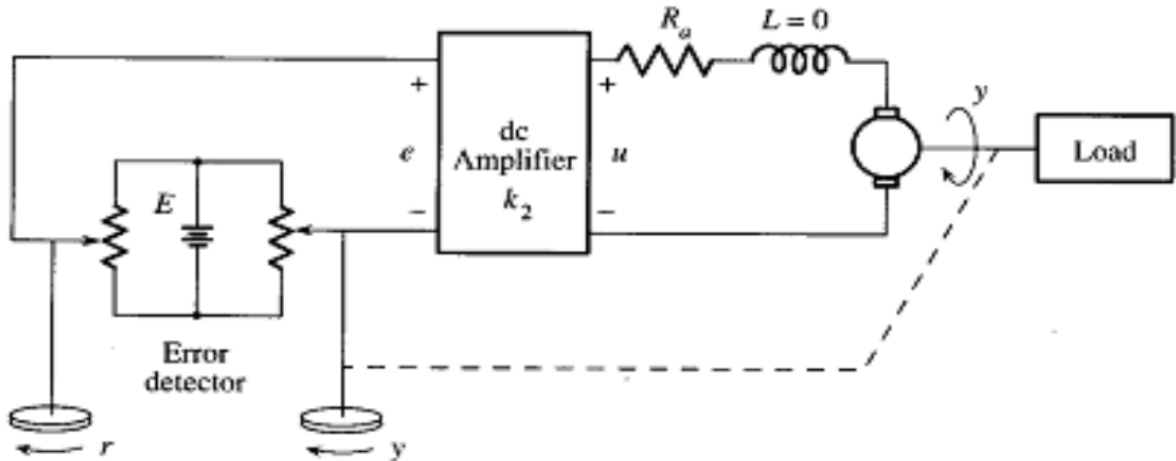 R_a
L = 0
+
+
y
e
dc
Amplifier
k_2
u
Load
E
−
−
Error
detector
r
y